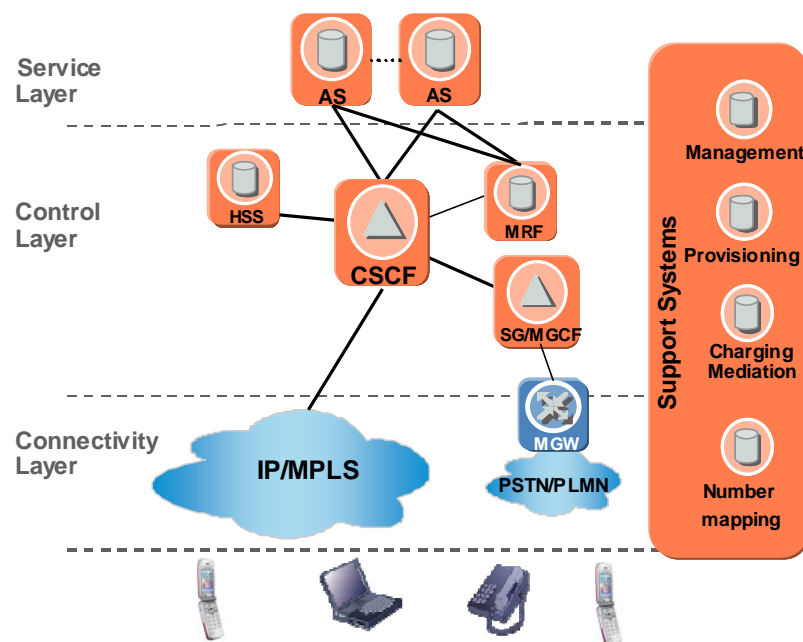 Service
Layer
AS
AS
Control
Layer
HSS
CSCF
MRF
SG/MGCF
Connectivity
Layer
MGW
IP/MPLS
PSTN/PLMN
Support Systems
Management
Provisioning
Charging
Mediation
Number
mapping